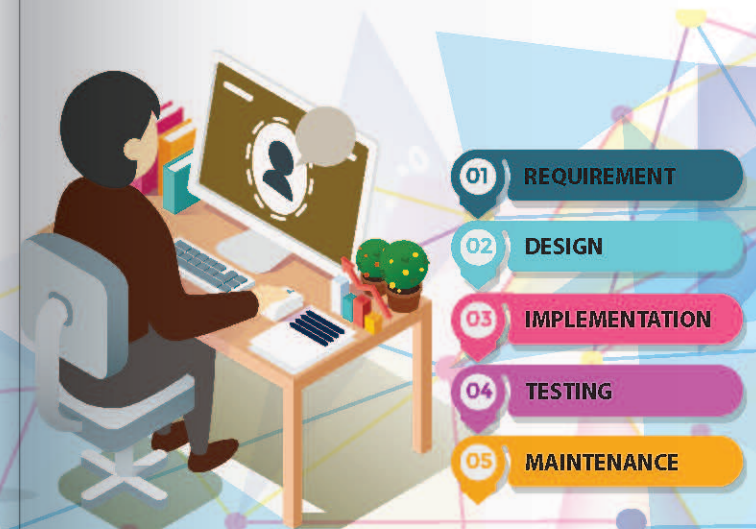 01 REQUIREMENT
02 DESIGN
03 IMPLEMENTATION
04 TESTING
05 MAINTENANCE